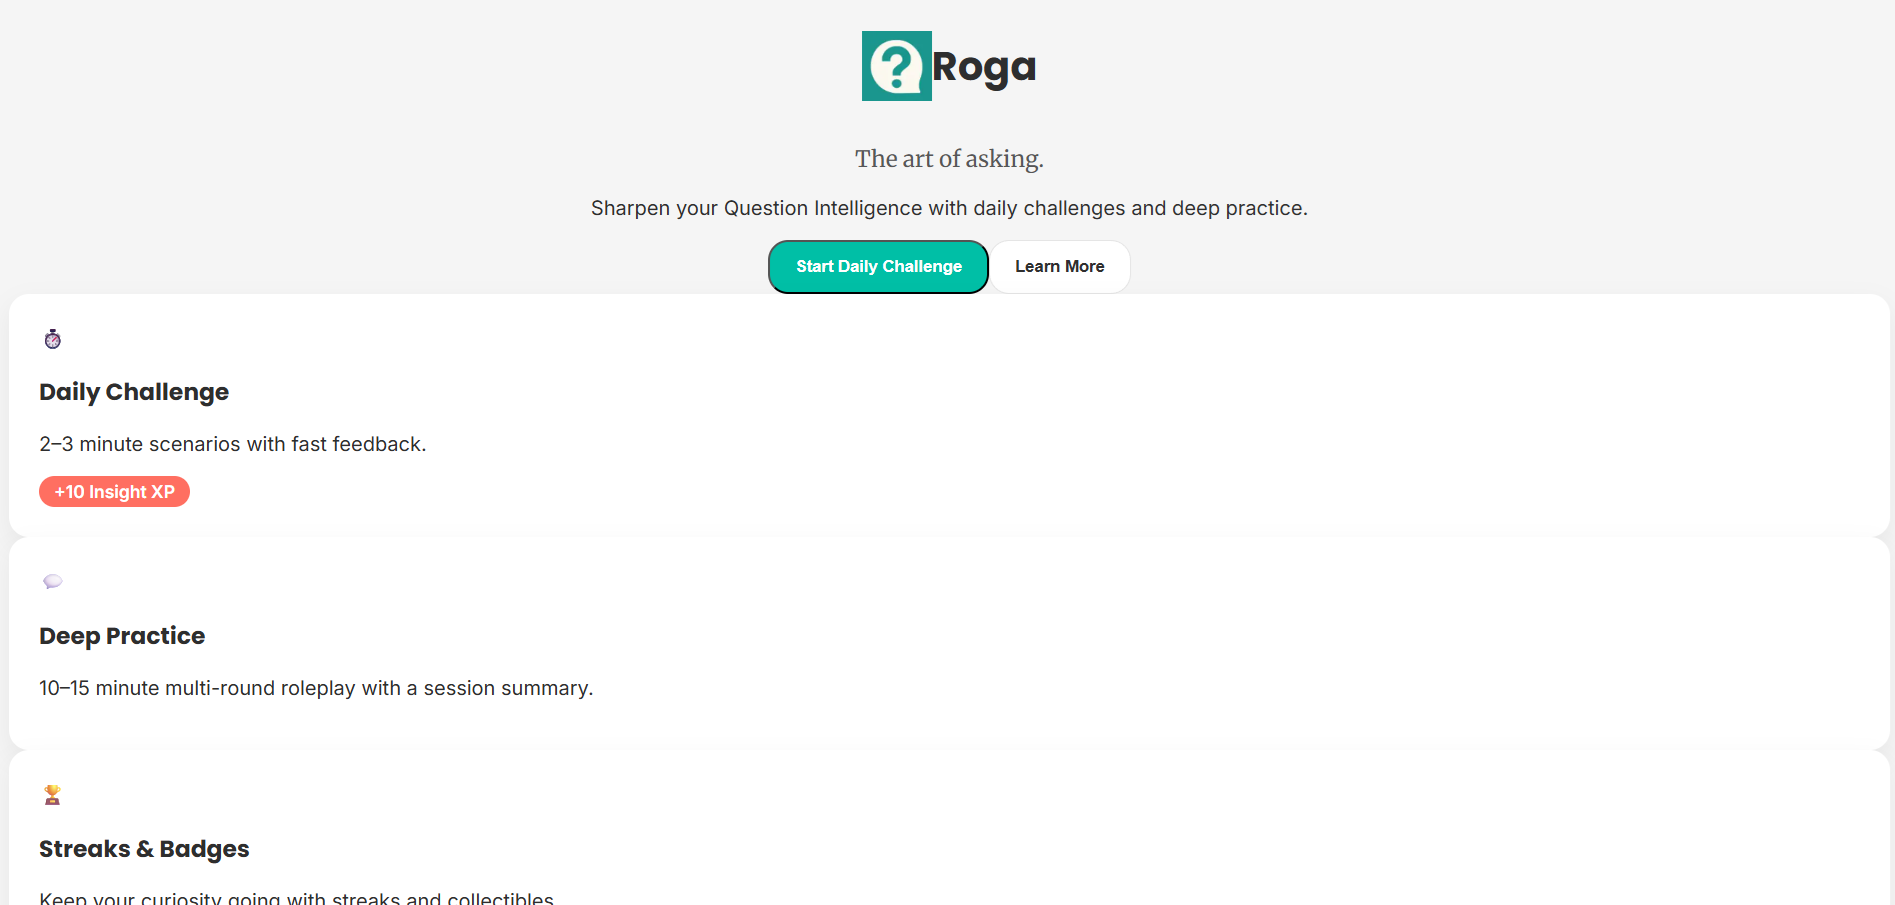 Roga
The art of asking.
Sharpen your Question Intelligence with daily challenges and deep practice.
Start Daily Challenge
Learn More
Daily Challenge
2–3 minute scenarios with fast feedback.
+10 Insight XP
Deep Practice
10–15 minute multi-round roleplay with a session summary.
Streaks & Badges
Keep your curiosity going with streaks and collectibles